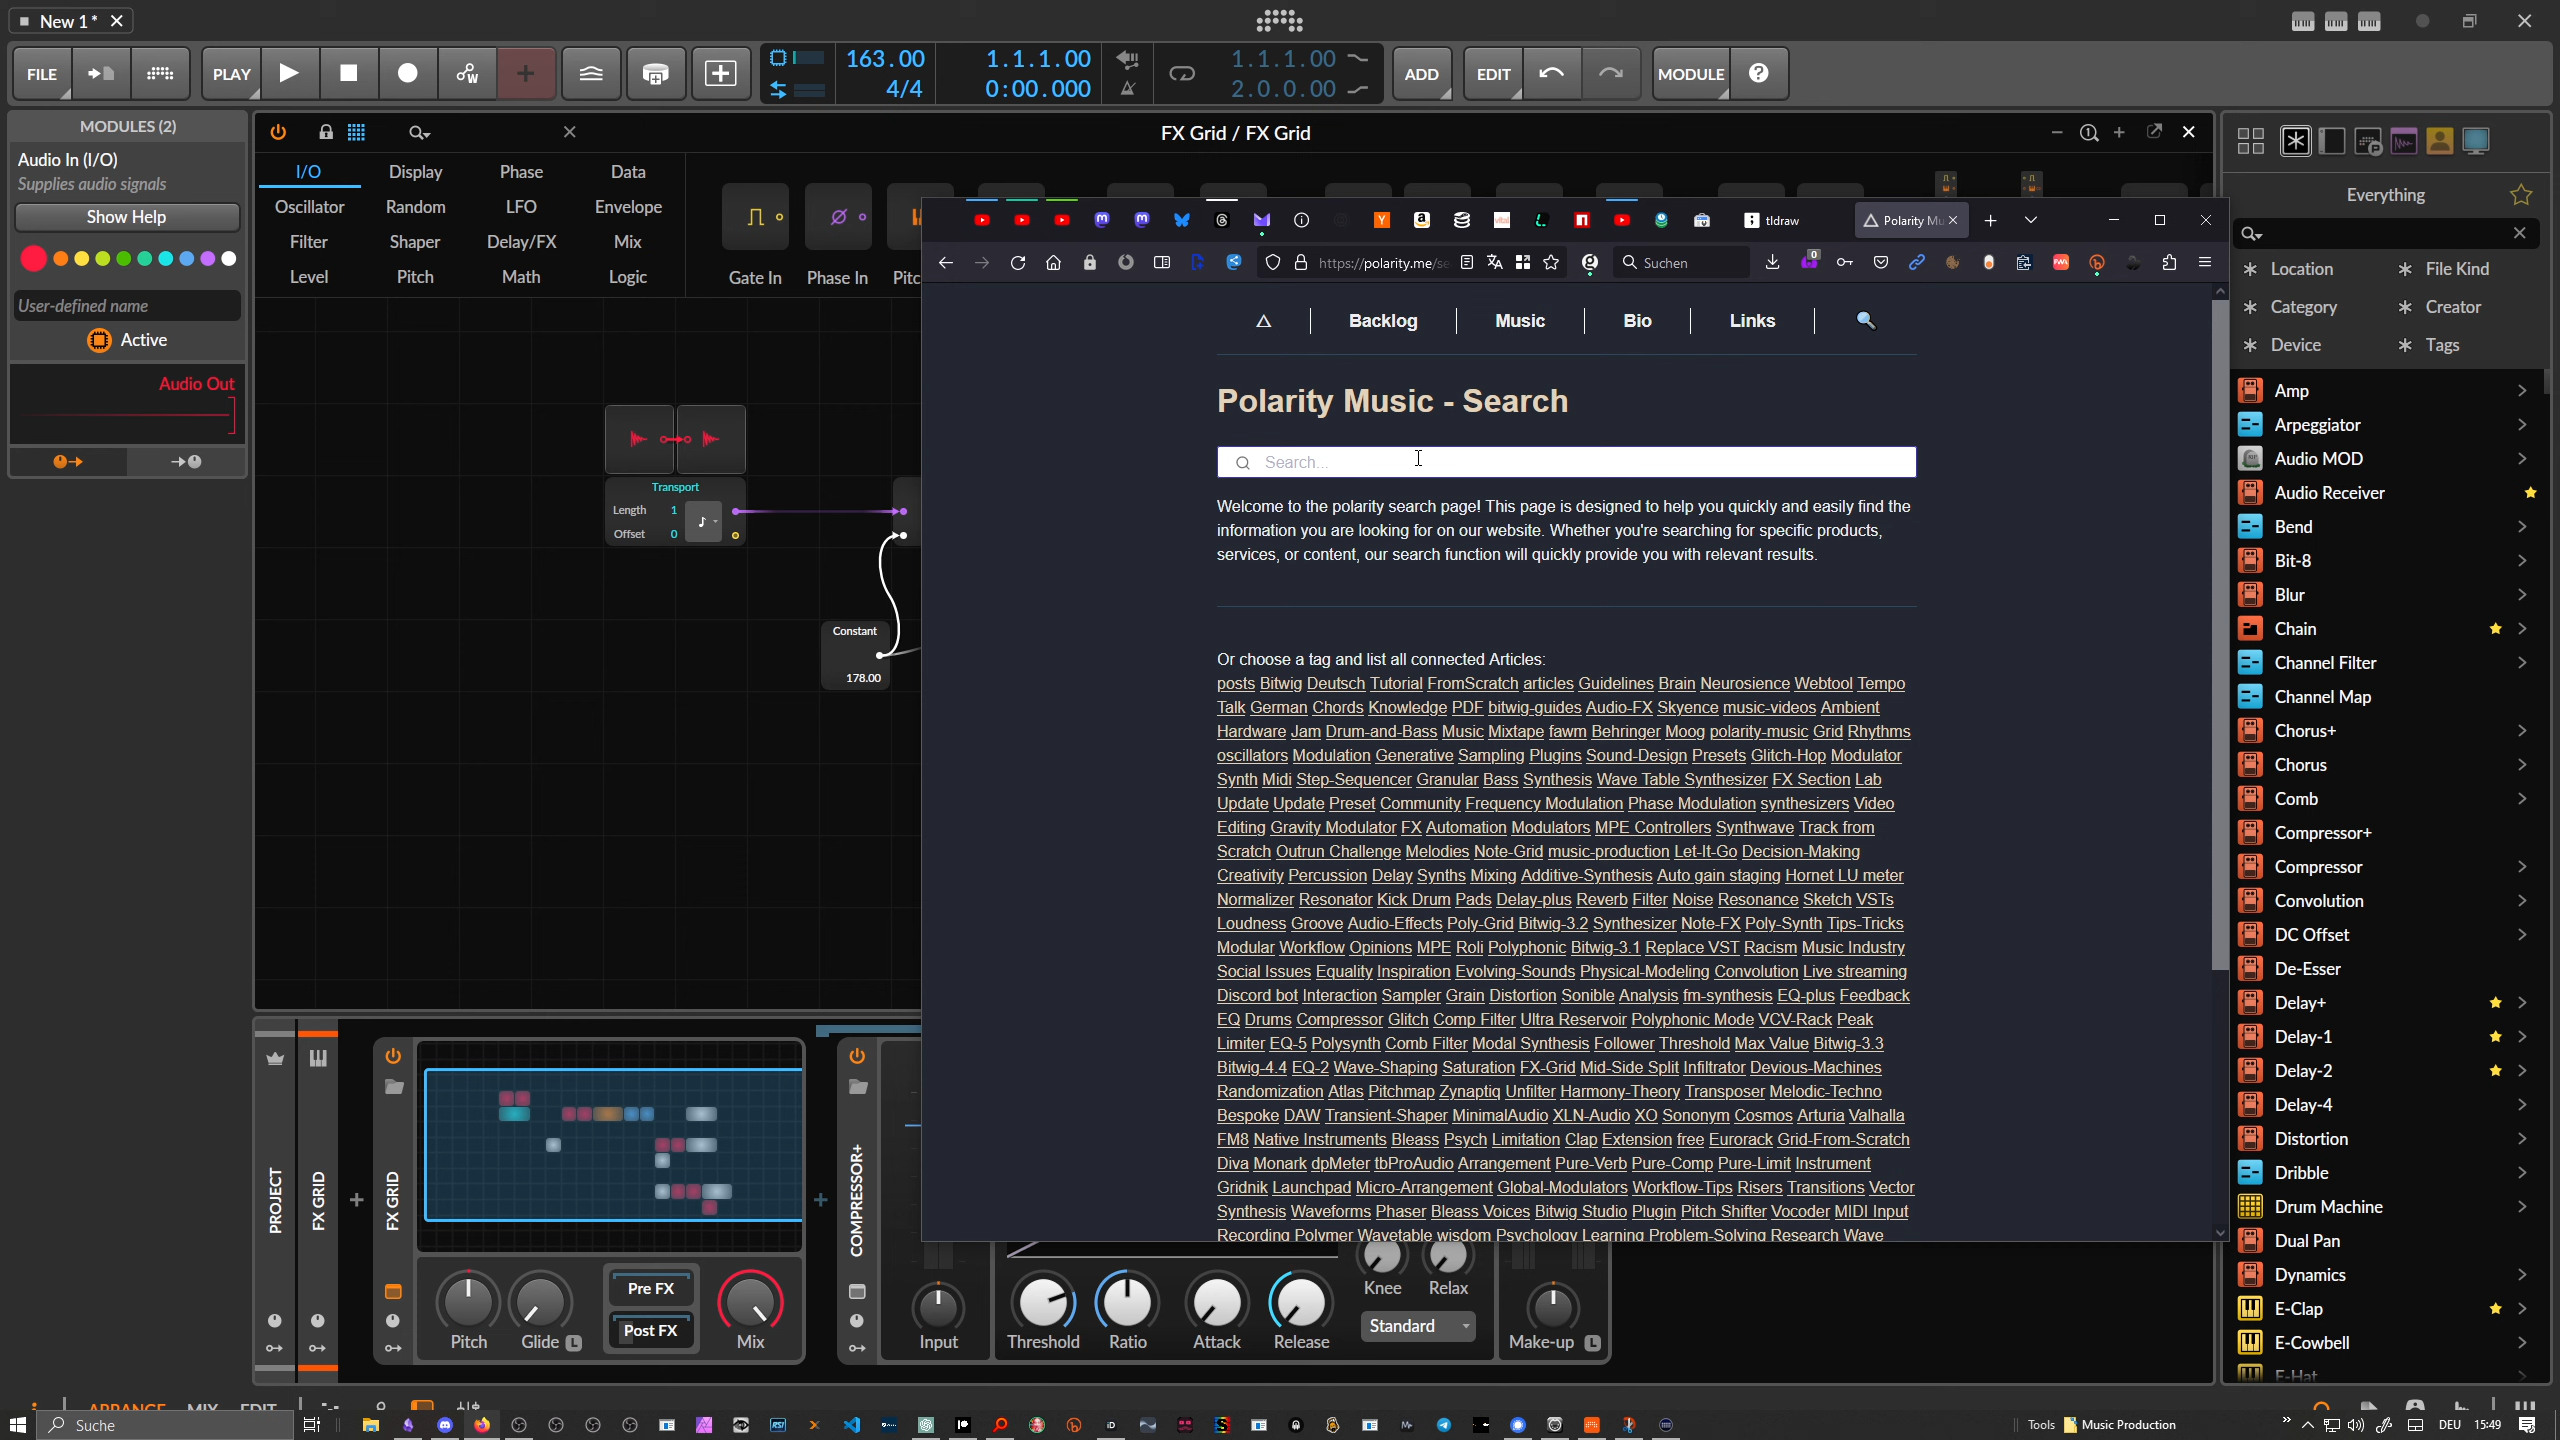 New 1*
FILE
PLAY
163.00
4/4
1.1.1.00
0:00.000
1.1.1.00
2.0.0.00
ADD
EDIT
MODULE
?
MODULES (2)
Audio In (I/O)
Supplies audio signals
Show Help
User-defined name
Active
Audio Out
FX Grid / FX Grid
I/O Display Phase Data
Oscillator Random LFO Envelope
Filter Shaper Delay/FX Mix
Level Pitch Math Logic
Gate In
Phase In
Transport
Length 1
Offset 0
Constant
178.00
tldraw
Polarity Mu
https://polarity.me/se
Suchen
Backlog
Music
Bio
Links
Polarity Music - Search
Search...
Welcome to the polarity search page! This page is designed to help you quickly and easily find the
information you are looking for on our website. Whether you're searching for specific products,
services, or content, our search function will quickly provide you with relevant results.
Or choose a tag and list all connected Articles:
posts Bitwig Deutsch Tutorial FromScratch articles Guidelines Brain Neurosience Webtool Tempo
Talk German Chords Knowledge PDF bitwig-guides Audio-FX Skyence music-videos Ambient
Hardware Jam Drum-and-Bass Music Mixtape fawm Behringer Moog polarity-music Grid Rhythms
oscillators Modulation Generative Sampling Plugins Sound-Design Presets Glitch-Hop Modulator
Synth Midi Step-Sequencer Granular Bass Synthesis Wave Table Synthesizer FX Section Lab
Update Update Preset Community Frequency Modulation Phase Modulation synthesizers Video
Editing Gravity Modulator FX Automation Modulators MPE Controllers Synthwave Track from
Scratch Outrun Challenge Melodies Note-Grid music-production Let-It-Go Decision-Making
Creativity Percussion Delay Synths Mixing Additive-Synthesis Auto gain staging Hornet LU meter
Normalizer Resonator Kick Drum Pads Delay-plus Reverb Filter Noise Resonance Sketch VSTs
Loudness Groove Audio-Effects Poly-Grid Bitwig-3.2 Synthesizer Note-FX Poly-Synth Tips-Tricks
Modular Workflow Opinions MPE Roli Polyphonic Bitwig-3.1 Replace VST Racism Music Industry
Social Issues Equality Inspiration Evolving-Sounds Physical-Modeling Convolution Live streaming
Discord bot Interaction Sampler Grain Distortion Sonible Analysis fm-synthesis EQ-plus Feedback
EQ Drums Compressor Glitch Comp Filter Ultra Reservoir Polyphonic Mode VCV-Rack Peak
Limiter EQ-5 Polysynth Comb Filter Modal Synthesis Follower Threshold Max Value Bitwig-3.3
Bitwig-4.4 EQ-2 Wave-Shaping Saturation FX-Grid Mid-Side Split Infiltrator Devious-Machines
Randomization Atlas Pitchmap Zynaptiq Unfilter Harmony-Theory Transposer Melodic-Techno
Bespoke DAW Transient-Shaper MinimalAudio XLN-Audio XO Sononym Cosmos Arturia Valhalla
FM8 Native Instruments Bleass Psych Limitation Clap Extension free Eurorack Grid-From-Scratch
Diva Monark dpMeter tbProAudio Arrangement Pure-Verb Pure-Comp Pure-Limit Instrument
Gridnik Launchpad Micro-Arrangement Global-Modulators Workflow-Tips Risers Transitions Vector
Synthesis Waveforms Phaser Bleass Voices Bitwig Studio Plugin Pitch Shifter Vocoder MIDI Input
Recording Polymer Wavetable wisdom Psychology Learning Problem-Solving Research Wave
Everything
Location
File Kind
Category
Creator
Device
Tags
Amp
Arpeggiator
Audio MOD
Audio Receiver
Bend
Bit-8
Blur
Chain
Channel Filter
Channel Map
Chorus+
Chorus
Comb
Compressor+
Compressor
Convolution
DC Offset
De-Esser
Delay+
Delay-1
Delay-2
Delay-4
Distortion
Dribble
Drum Machine
Dual Pan
Dynamics
E-Clap
E-Cowbell
E-Hat
PROJECT
FX GRID
FX GRID
Pitch
Glide
L
Pre FX
Post FX
Mix
COMPRESSOR+
Input
Threshold
Ratio
Attack
Release
Knee
Relax
Standard
Make-up
L
ARRANGE MIX EDIT
Suche
Tools
Music Production
DEU
15:49